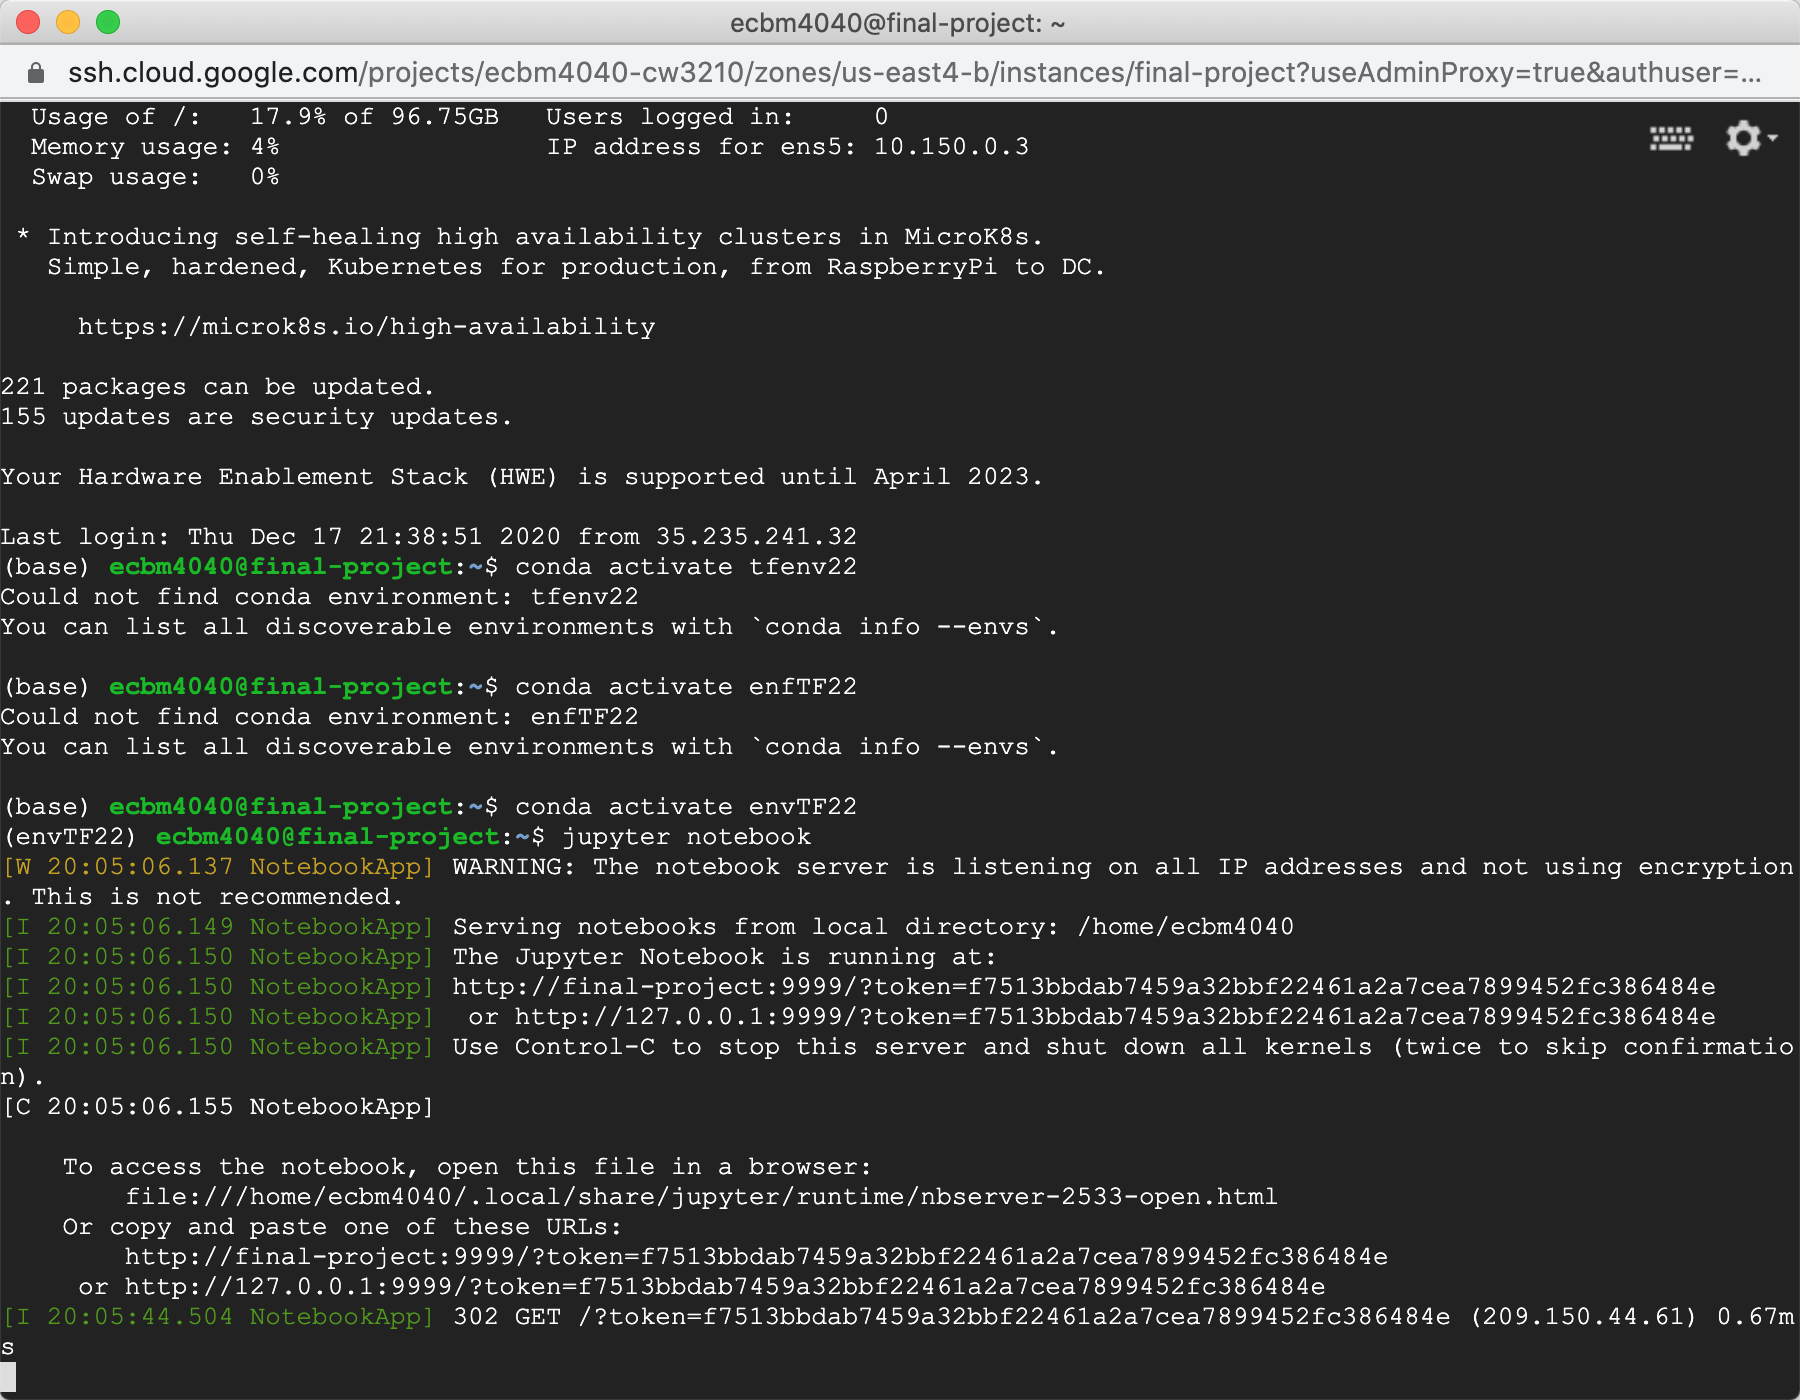 ecbm4040@final-project: ~
ssh.cloud.google.com/projects/ecbm4040-cw3210/zones/us-east4-b/instances/final-project?useAdminProxy=true&authuser=...
Usage of /:   17.9% of 96.75GB   Users logged in:     0
Memory usage: 4%                 IP address for ens5: 10.150.0.3
Swap usage:   0%
* Introducing self-healing high availability clusters in MicroK8s.
Simple, hardened, Kubernetes for production, from RaspberryPi to DC.
https://microk8s.io/high-availability
221 packages can be updated.
155 updates are security updates.
Your Hardware Enablement Stack (HWE) is supported until April 2023.
Last login: Thu Dec 17 21:38:51 2020 from 35.235.241.32
(base) ecbm4040@final-project:~$ conda activate tfenv22
Could not find conda environment: tfenv22
You can list all discoverable environments with `conda info --envs`.
(base) ecbm4040@final-project:~$ conda activate enfTF22
Could not find conda environment: enfTF22
You can list all discoverable environments with `conda info --envs`.
(base) ecbm4040@final-project:~$ conda activate envTF22
(envTF22) ecbm4040@final-project:~$ jupyter notebook
[W 20:05:06.137 NotebookApp] WARNING: The notebook server is listening on all IP addresses and not using encryption
. This is not recommended.
[I 20:05:06.149 NotebookApp] Serving notebooks from local directory: /home/ecbm4040
[I 20:05:06.150 NotebookApp] The Jupyter Notebook is running at:
[I 20:05:06.150 NotebookApp] http://final-project:9999/?token=f7513bbdab7459a32bbf22461a2a7cea7899452fc386484e
[I 20:05:06.150 NotebookApp]  or http://127.0.0.1:9999/?token=f7513bbdab7459a32bbf22461a2a7cea7899452fc386484e
[I 20:05:06.150 NotebookApp] Use Control-C to stop this server and shut down all kernels (twice to skip confirmatio
n).
[C 20:05:06.155 NotebookApp]
To access the notebook, open this file in a browser:
file:///home/ecbm4040/.local/share/jupyter/runtime/nbserver-2533-open.html
Or copy and paste one of these URLs:
http://final-project:9999/?token=f7513bbdab7459a32bbf22461a2a7cea7899452fc386484e
or http://127.0.0.1:9999/?token=f7513bbdab7459a32bbf22461a2a7cea7899452fc386484e
[I 20:05:44.504 NotebookApp] 302 GET /?token=f7513bbdab7459a32bbf22461a2a7cea7899452fc386484e (209.150.44.61) 0.67m
s